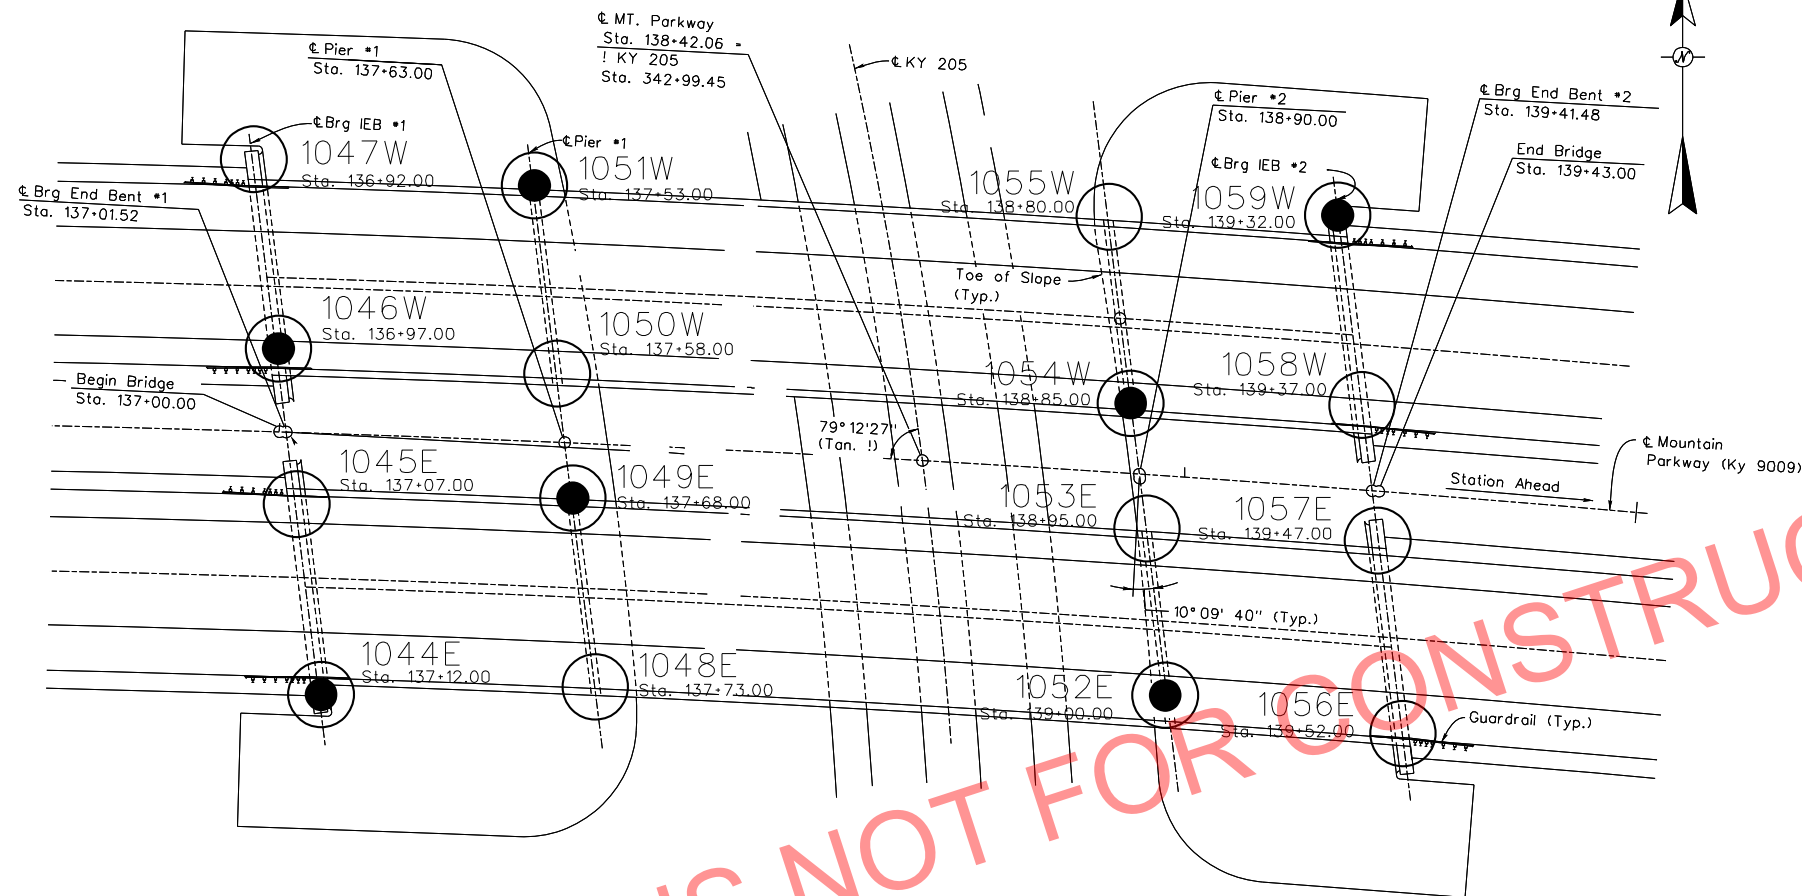 ℄ MT. Parkway
Sta. 138+42.06 =
! KY 205
Sta. 342+99.45
℄ Pier #1
Sta. 137+63.00
℄ KY 205
N
℄ Pier #2
Sta. 138+90.00
℄ Brg End Bent #2
Sta. 139+41.48
End Bridge
Sta. 139+43.00
℄ Brg IEB #1
1047W
Sta. 136+92.00
℄ Pier #1
1051W
Sta. 137+53.00
1055W
Sta. 138+80.00
℄ Brg IEB #2
1059W
Sta. 139+32.00
℄ Brg End Bent #1
Sta. 137+01.52
Toe of Slope
(Typ.)
1046W
Sta. 136+97.00
1050W
Sta. 137+58.00
1054W
Sta. 138+85.00
1058W
Sta. 139+37.00
Begin Bridge
Sta. 137+00.00
79°12'27"
(Tan. !)
℄ Mountain
Parkway (Ky 9009)
Station Ahead
1045E
Sta. 137+07.00
1049E
Sta. 137+68.00
1053E
Sta. 138+95.00
1057E
Sta. 139+47.00
10° 09' 40" (Typ.)
1044E
Sta. 137+12.00
1048E
Sta. 137+73.00
1052E
Sta. 139+00.00
1056E
Sta. 139+52.00
Guardrail (Typ.)
NOT FOR